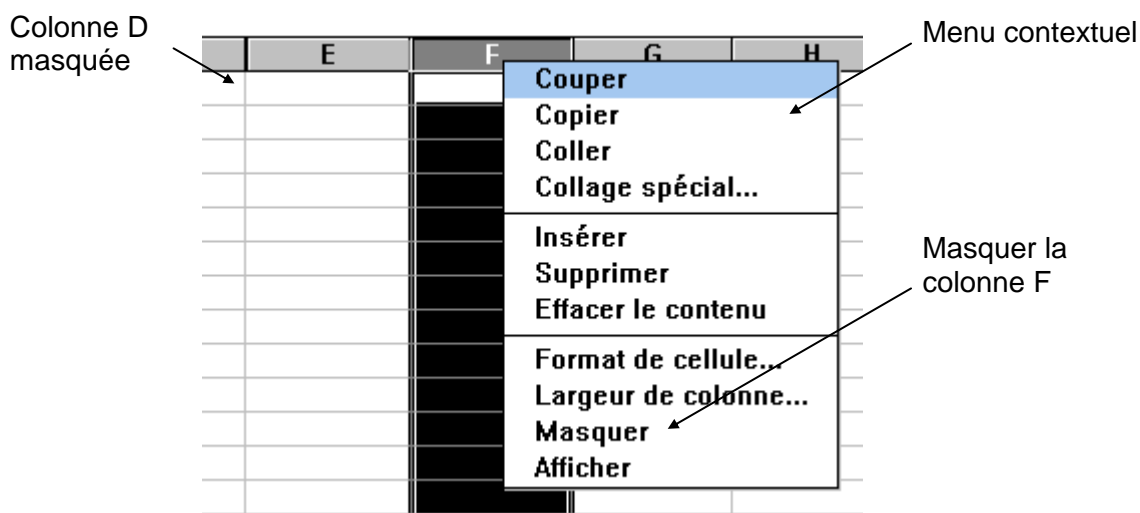 Colonne D
masquée
Menu contextuel
E F G H
Couper
Copier
Coller
Collage spécial...
Insérer
Supprimer
Effacer le contenu
Format de cellule...
Largeur de colonne...
Masquer
Afficher
Masquer la
colonne F